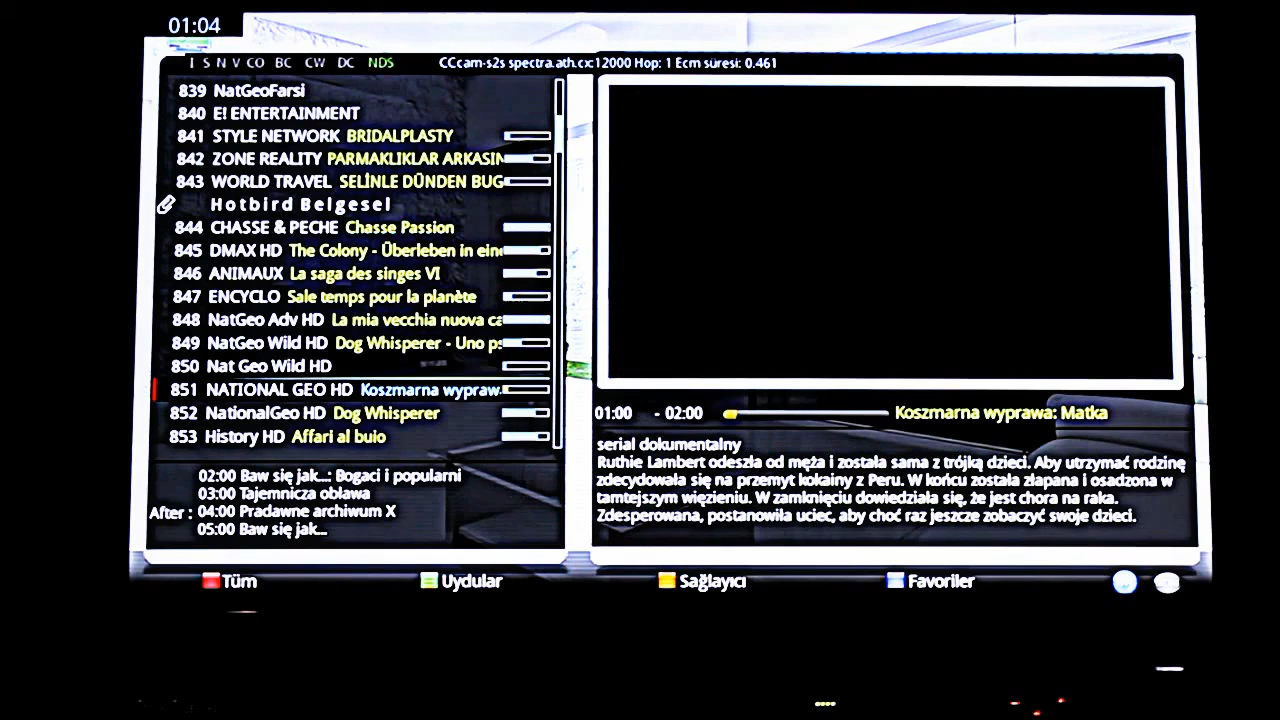 01:04
I S N V CO BC CW DC NDS CCcam-s2s spectra.ath.cx:12000 Hop: 1 Ecm süresi: 0.461
839 NatGeoFarsi
840 E! ENTERTAINMENT
841 STYLE NETWORK BRIDALPLASTY
842 ZONE REALITY PARMAKLIKLAR ARKASIN
843 WORLD TRAVEL SELİNLE DÜNDEN BUG
Hotbird Belgesel
844 CHASSE & PECHE Chasse Passion
845 DMAX HD The Colony - Überleben in eine
846 ANIMAUX La saga des singes VI
847 ENCYCLO Sale temps pour la planète
848 NatGeo Adv HD La mia vecchia nuova ca
849 NatGeo Wild HD Dog Whisperer - Uno ps
850 Nat Geo Wild HD
851 NATIONAL GEO HD Koszmarna wypraw
852 NationalGeo HD Dog Whisperer
853 History HD Affari al buio
02:00 Baw się jak...: Bogaci i popularni
03:00 Tajemnicza obława
After : 04:00 Pradawne archiwum X
05:00 Baw się jak...
01:00 - 02:00 Koszmarna wyprawa: Matka
serial dokumentalny
Ruthie Lambert odeszła od męża i została sama z trójką dzieci. Aby utrzymać rodzinę
zdecydowała się na przemyt kokainy z Peru. W końcu została złapana i osadzona w
tamtejszym więzieniu. W zamknięciu dowiedziała się, że jest chora na raka.
Zdesperowana, postanowiła uciec, aby choć raz jeszcze zobaczyć swoje dzieci.
Tüm Uydular Sağlayıcı Favoriler